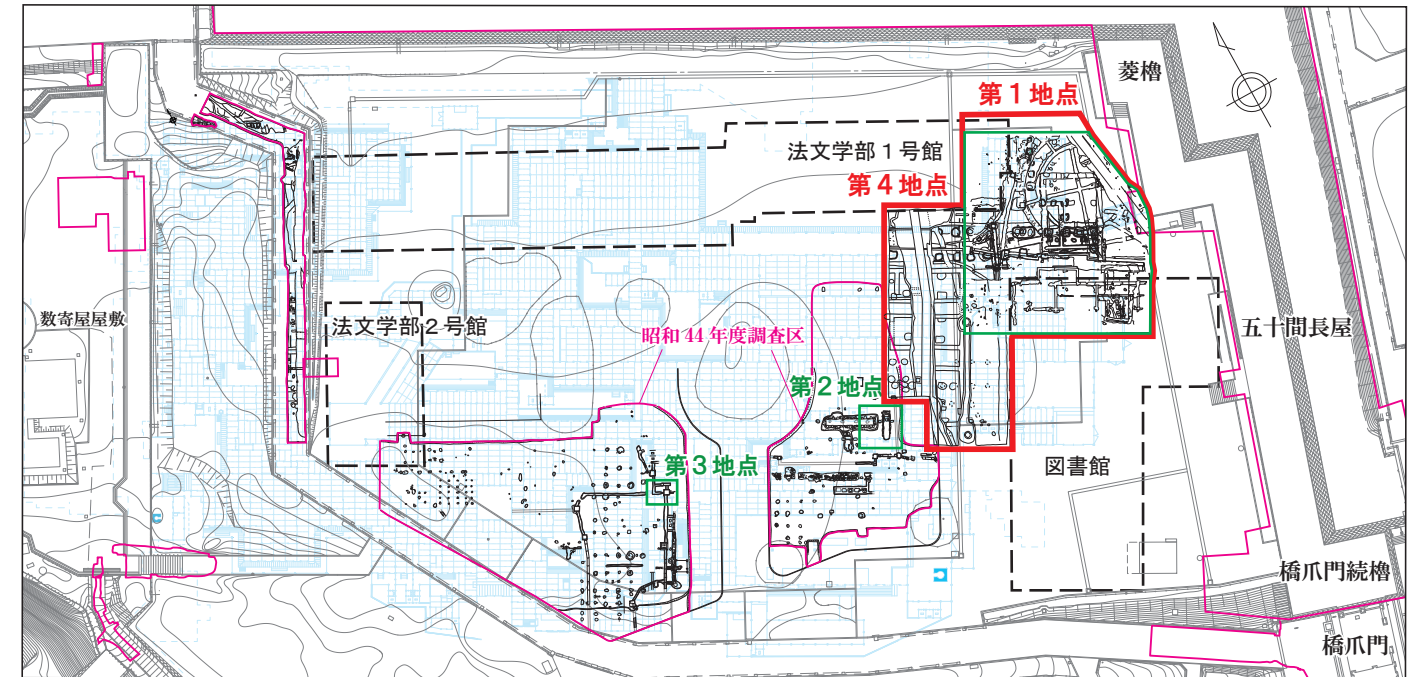 菱櫓
第1地点
法文学部1号館
第4地点
数寄屋屋敷
法文学部2号館
昭和44年度調査区
五十間長屋
第2地点
第3地点
図書館
橋爪門続櫓
橋爪門